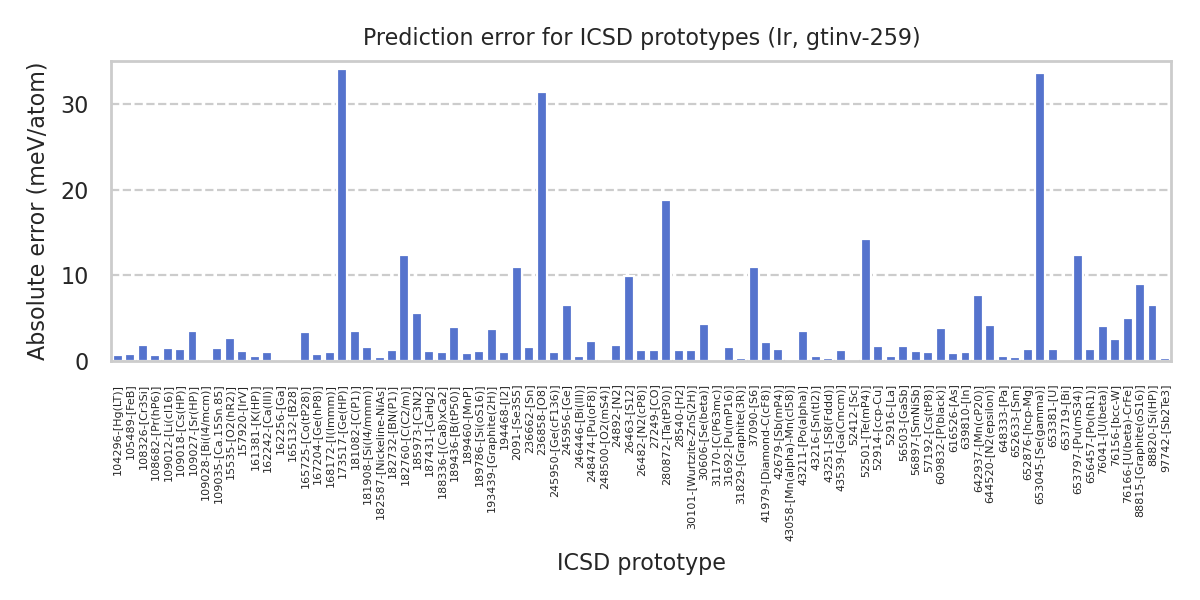 Prediction error for ICSD prototypes (Ir, gtinv-259)
Absolute error (meV/atom)
30
20
10
0
104296-[Hg(LT)]
105489-[FeB]
108326-[Cr3Si]
108682-[Pr(hP6)]
109012-[Li(cI16)]
109018-[Cs(HP)]
109027-[Sr(HP)]
109028-[Bi(I4/mcm)]
109035-[Ca.15Sn.85]
15535-[O2(hR2)]
157920-[IrV]
161381-[K(HP)]
162242-[Ca(III)]
162256-[Ga]
165132-[B28]
165725-[Co(tP28)]
167204-[Ge(hP8)]
168172-[I(Immm)]
173517-[Ge(HP)]
181082-[C(P1)]
181908-[Si(I4/mmm)]
182587-[Nickeline-NiAs]
182732-[BN(P1)]
182760-[C(C2/m)]
185973-[C3N2]
187431-[CaHg2]
188336-[(Ca8)xCa2]
189436-[B(tP50)]
189460-[MnP]
189786-[Si(oS16)]
193439-[Graphite(2H)]
194468-[I2]
2091-[Se3S5]
236662-[Sn]
236858-[O8]
245950-[Ge(cF136)]
245956-[Ge]
246446-[Bi(III)]
248474-[Pu(oF8)]
248500-[O2(mS4)]
24892-[N2]
26463-[S12]
26482-[N2(cP8)]
27249-[CO]
280872-[Ta(tP30)]
28540-[H2]
30101-[Wurtzite-ZnS(2H)]
30606-[Se(beta)]
31170-[C(P63mc)]
31692-[Pu(mP16)]
31829-[Graphite(3R)]
37090-[S6]
41979-[Diamond-C(cF8)]
42679-[Sb(mP4)]
43058-[Mn(alpha)-Mn(cI58)]
43211-[Po(alpha)]
43216-[Sn(tI2)]
43251-[S8(Fddd)]
43539-[Ga(Cmcm)]
52412-[Sc]
52501-[Te(mP4)]
52914-[ccp-Cu]
52916-[La]
56503-[GaSb]
56897-[SmNiSb]
57192-[Cs(tP8)]
609832-[P(black)]
616526-[As]
639810-[In]
642937-[Mn(cP20)]
644520-[N2(epsilon)]
648333-[Pa]
652633-[Sm]
652876-[hcp-Mg]
653045-[Se(gamma)]
653381-[U]
653719-[I]
653797-[Pu(mS34)]
656457-[Po(hR1)]
76041-[U(beta)]
76156-[bcc-W]
76166-[U(beta)-CrFe]
88815-[Graphite(oS16)]
88820-[Si(HP)]
97742-[Sb2Te3]
ICSD prototype